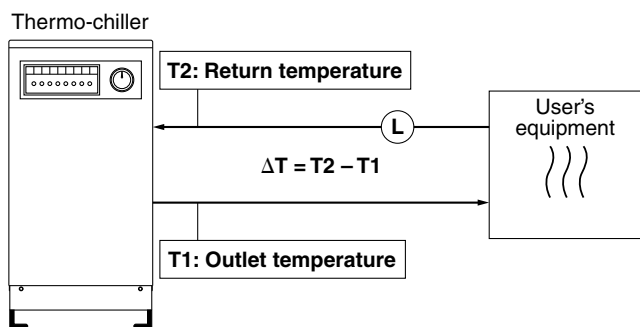 Thermo-chiller
T2: Return temperature
L
User's
equipment
ΔT = T2 – T1
T1: Outlet temperature